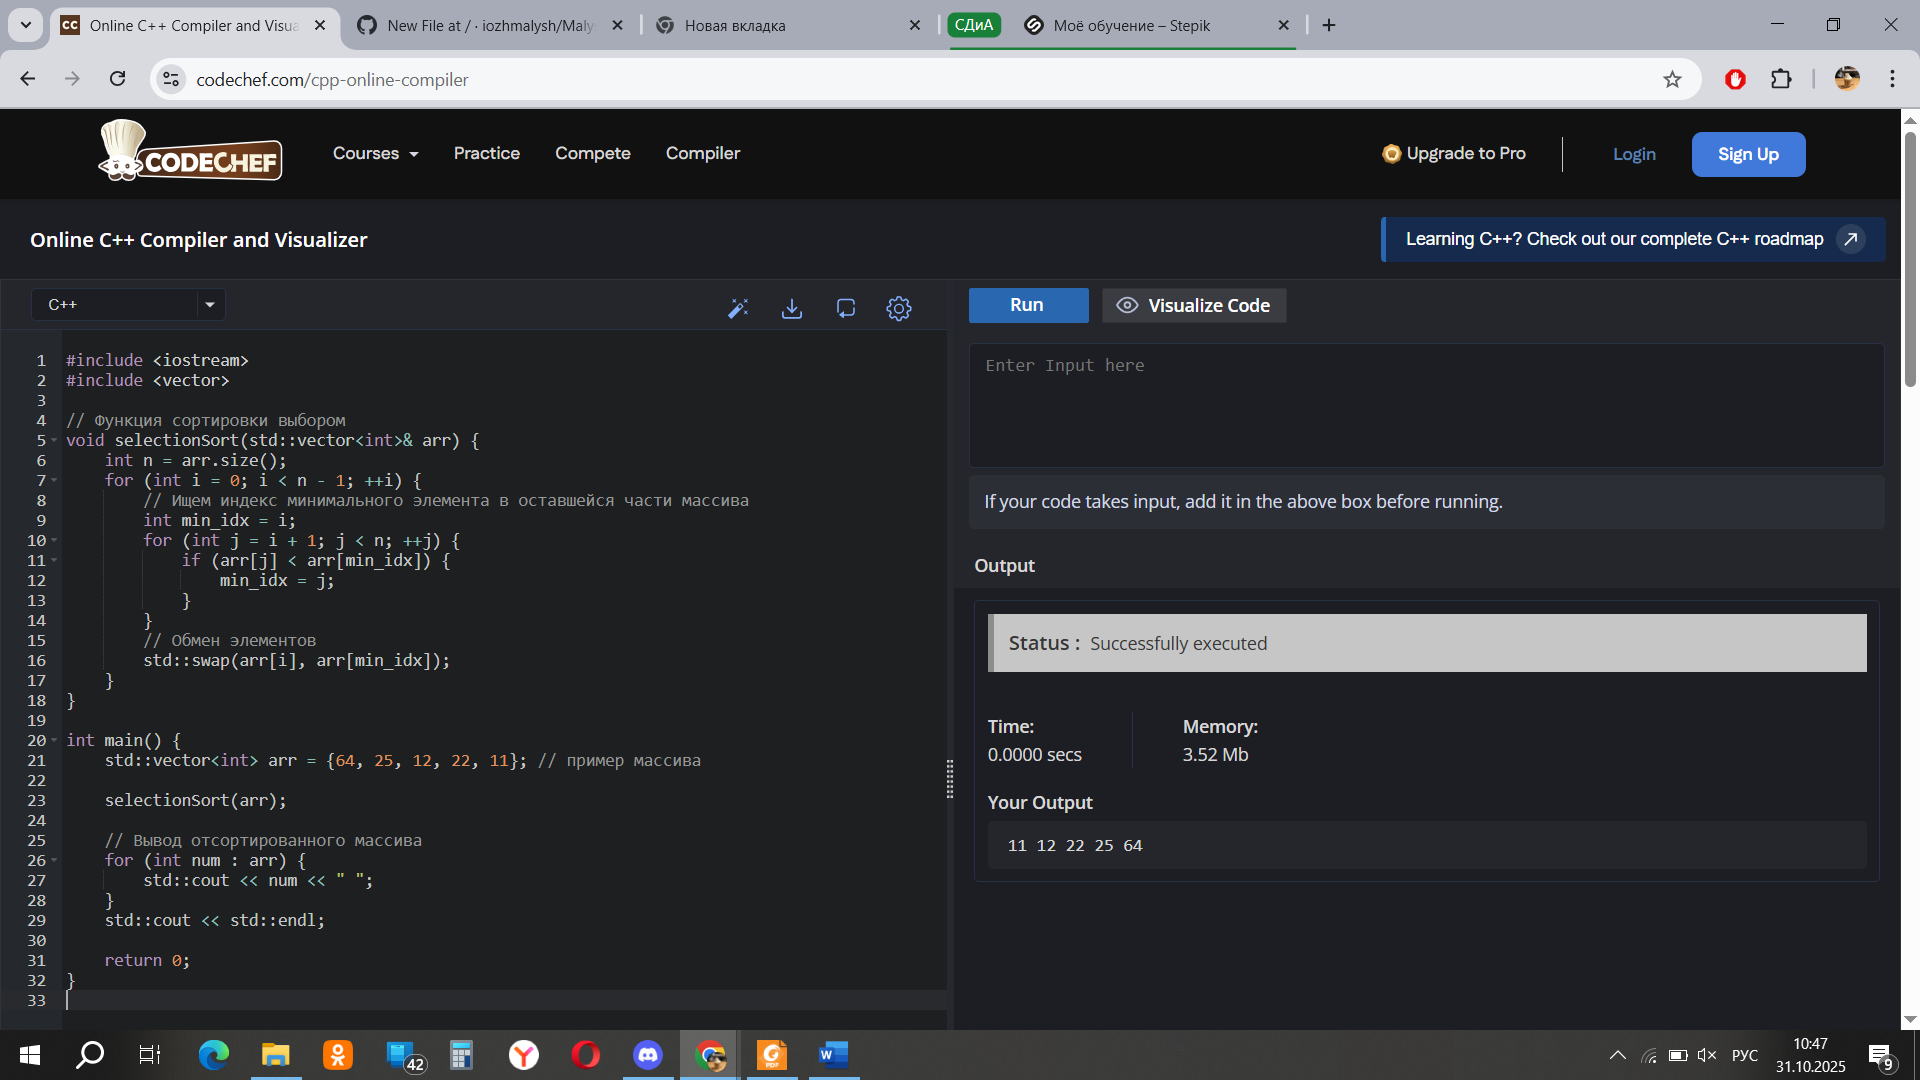 Online C++ Compiler and Visua
New File at / · iozhmalysh/Maly
Новая вкладка
СДиА
Моё обучение – Stepik
codechef.com/cpp-online-compiler
CODECHEF
Courses
Practice
Compete
Compiler
Upgrade to Pro
Login
Sign Up
Online C++ Compiler and Visualizer
Learning C++? Check out our complete C++ roadmap
C++
Run
Visualize Code
1 #include <iostream>
2 #include <vector>
3
4 // Функция сортировки выбором
5 void selectionSort(std::vector<int>& arr) {
6     int n = arr.size();
7     for (int i = 0; i < n - 1; ++i) {
8         // Ищем индекс минимального элемента в оставшейся части массива
9         int min_idx = i;
10         for (int j = i + 1; j < n; ++j) {
11             if (arr[j] < arr[min_idx]) {
12                 min_idx = j;
13             }
14         }
15         // Обмен элементов
16         std::swap(arr[i], arr[min_idx]);
17     }
18 }
19
20 int main() {
21     std::vector<int> arr = {64, 25, 12, 22, 11}; // пример массива
22
23     selectionSort(arr);
24
25     // Вывод отсортированного массива
26     for (int num : arr) {
27         std::cout << num << " ";
28     }
29     std::cout << std::endl;
30
31     return 0;
32 }
33
Enter Input here
If your code takes input, add it in the above box before running.
Output
Status : Successfully executed
Time:
0.0000 secs
Memory:
3.52 Mb
Your Output
11 12 22 25 64
42
РУС
10:47
31.10.2025
9